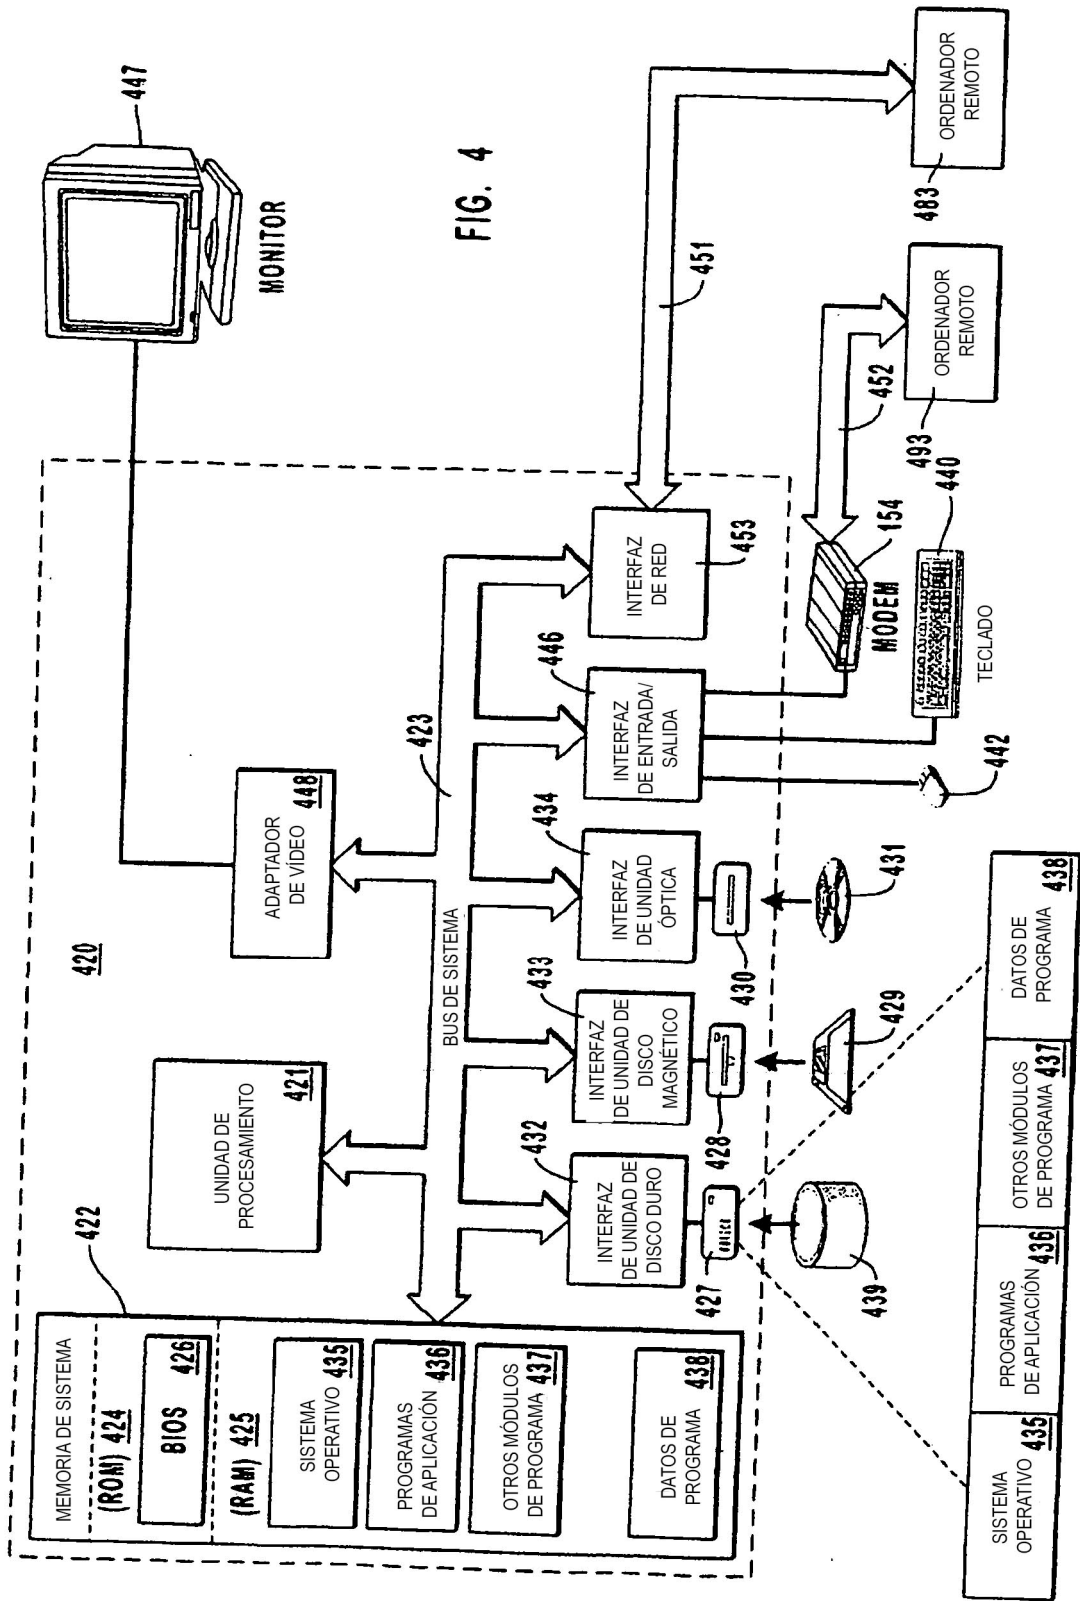 420
MEMORIA DE SISTEMA
422
(ROM) 424
BIOS 426
(RAM) 425
SISTEMA
OPERATIVO 435
PROGRAMAS
DE APLICACIÓN 436
OTROS MÓDULOS
DE PROGRAMA 437
DATOS DE
PROGRAMA 438
UNIDAD DE
PROCESAMIENTO
421
ADAPTADOR
DE VÍDEO
448
447
MONITOR
BUS DE SISTEMA
423
FIG. 4
432
INTERFAZ
DE UNIDAD DE
DISCO DURO
433
INTERFAZ
DE UNIDAD DE
DISCO
MAGNÉTICO
434
INTERFAZ
DE UNIDAD
ÓPTICA
446
INTERFAZ
DE ENTRADA/
SALIDA
INTERFAZ
DE RED
453
451
427
428
430
439
429
431
442
MODEM
154
452
TECLADO
440
493
ORDENADOR
REMOTO
483
ORDENADOR
REMOTO
SISTEMA
OPERATIVO 435
PROGRAMAS
DE APLICACIÓN 436
OTROS MÓDULOS
DE PROGRAMA 437
DATOS DE
PROGRAMA 438